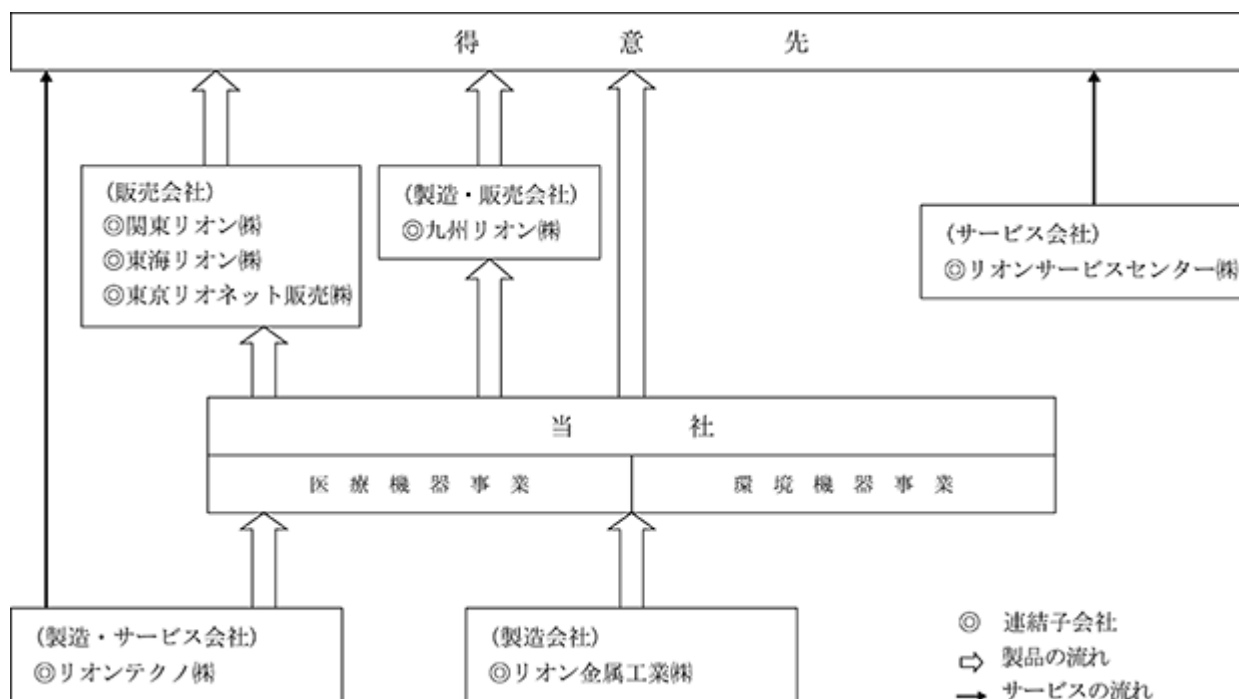 得意先
(販売会社)
◎関東リオン㈱
◎東海リオン㈱
◎東京リオネット販売㈱
(製造・販売会社)
◎九州リオン㈱
(サービス会社)
◎リオンサービスセンター㈱
当社
医療機器事業
環境機器事業
(製造・サービス会社)
◎リオンテクノ㈱
(製造会社)
◎リオン金属工業㈱
◎ 連結子会社
⇨ 製品の流れ
→ サービスの流れ